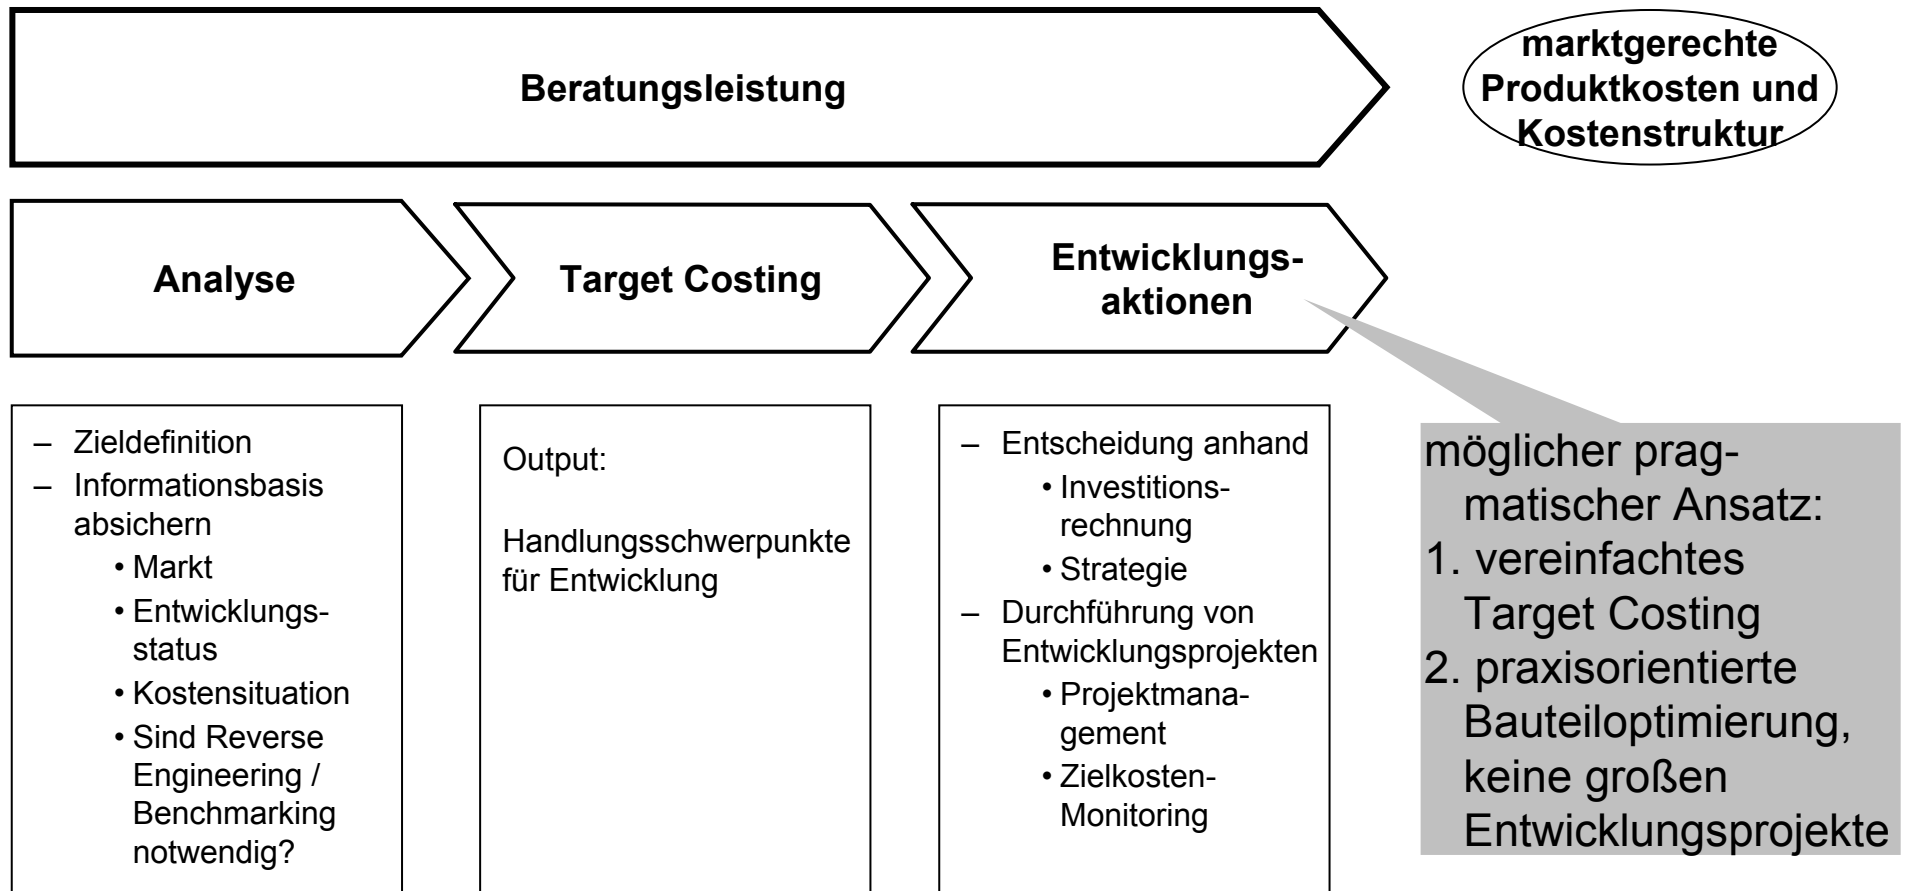 Beratungsleistung
marktgerechte
Produktkosten und
Kostenstruktur
Analyse
Target Costing
Entwicklungs-
aktionen
– Zieldefinition
– Informationsbasis
absichern
• Markt
• Entwicklungs-
status
• Kostensituation
• Sind Reverse
Engineering /
Benchmarking
notwendig?
Output:
Handlungsschwerpunkte
für Entwicklung
– Entscheidung anhand
• Investitions-
rechnung
• Strategie
– Durchführung von
Entwicklungsprojekten
• Projektmana-
gement
• Zielkosten-
Monitoring
möglicher prag-
matischer Ansatz:
1. vereinfachtes
Target Costing
2. praxisorientierte
Bauteiloptimierung,
keine großen
Entwicklungsprojekte